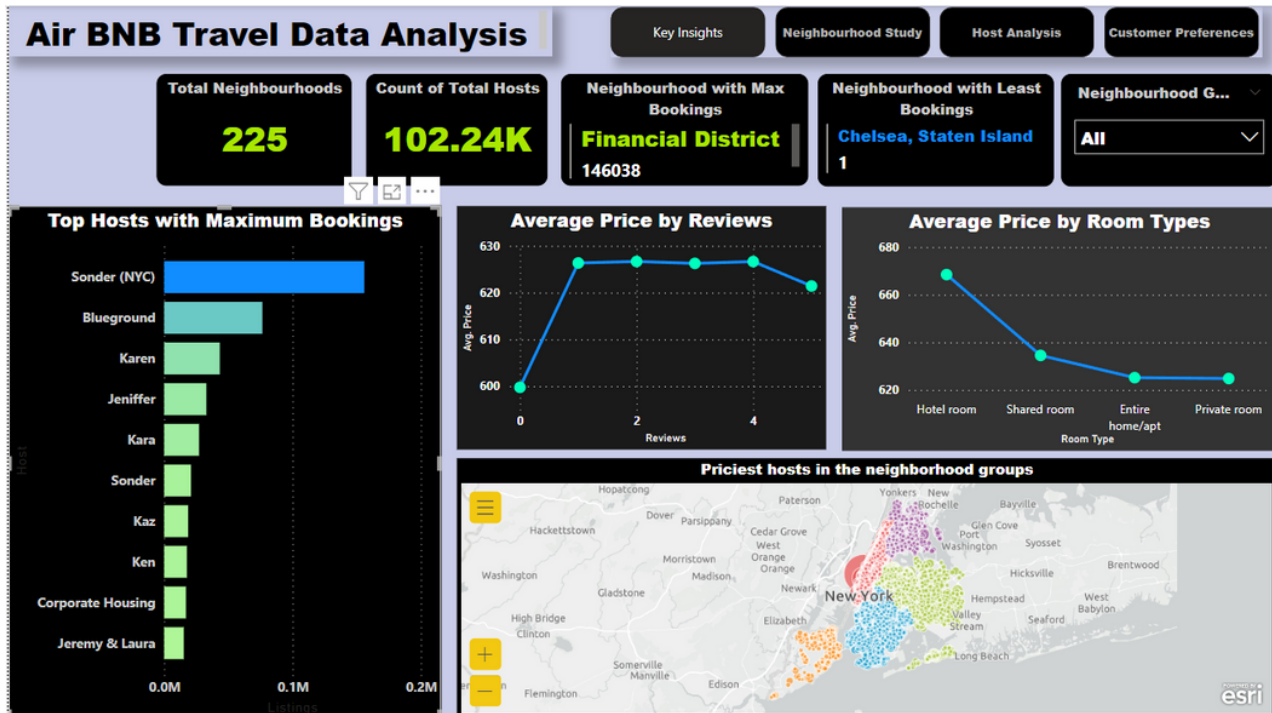 Air BNB Travel Data Analysis
Key Insights
Neighbourhood Study
Host Analysis
Customer Preferences
Total Neighbourhoods
225
Count of Total Hosts
102.24K
Neighbourhood with Max
Bookings
Financial District
146038
Neighbourhood with Least
Bookings
Chelsea, Staten Island
1
Neighbourhood G...
All
Top Hosts with Maximum Bookings
Host
Sonder (NYC)
Blueground
Karen
Jeniffer
Kara
Sonder
Kaz
Ken
Corporate Housing
Jeremy & Laura
0.0M
0.1M
0.2M
Listings
Average Price by Reviews
Avg. Price
630
620
610
600
0
2
4
Reviews
Average Price by Room Types
Avg. Price
680
660
640
620
Hotel room
Shared room
Entire
home/apt
Private room
Room Type
Priciest hosts in the neighborhood groups
Hopatcong
Paterson
Yonkers
New
Rochelle
Bayville
Dover
Parsippany
Hackettstown
Cedar Grove
West
Orange
Orange
Glen Cove
Port
Washington
Syosset
Morristown
Madison
Washington
Gladstone
Newark
New York
Hicksville
Brentwood
Hempstead
West
Babylon
High Bridge
Clinton
Elizabeth
Valley
Stream
Seaford
Somerville
Manville
Long Beach
Flemington
Edison
POWERED BY
esri